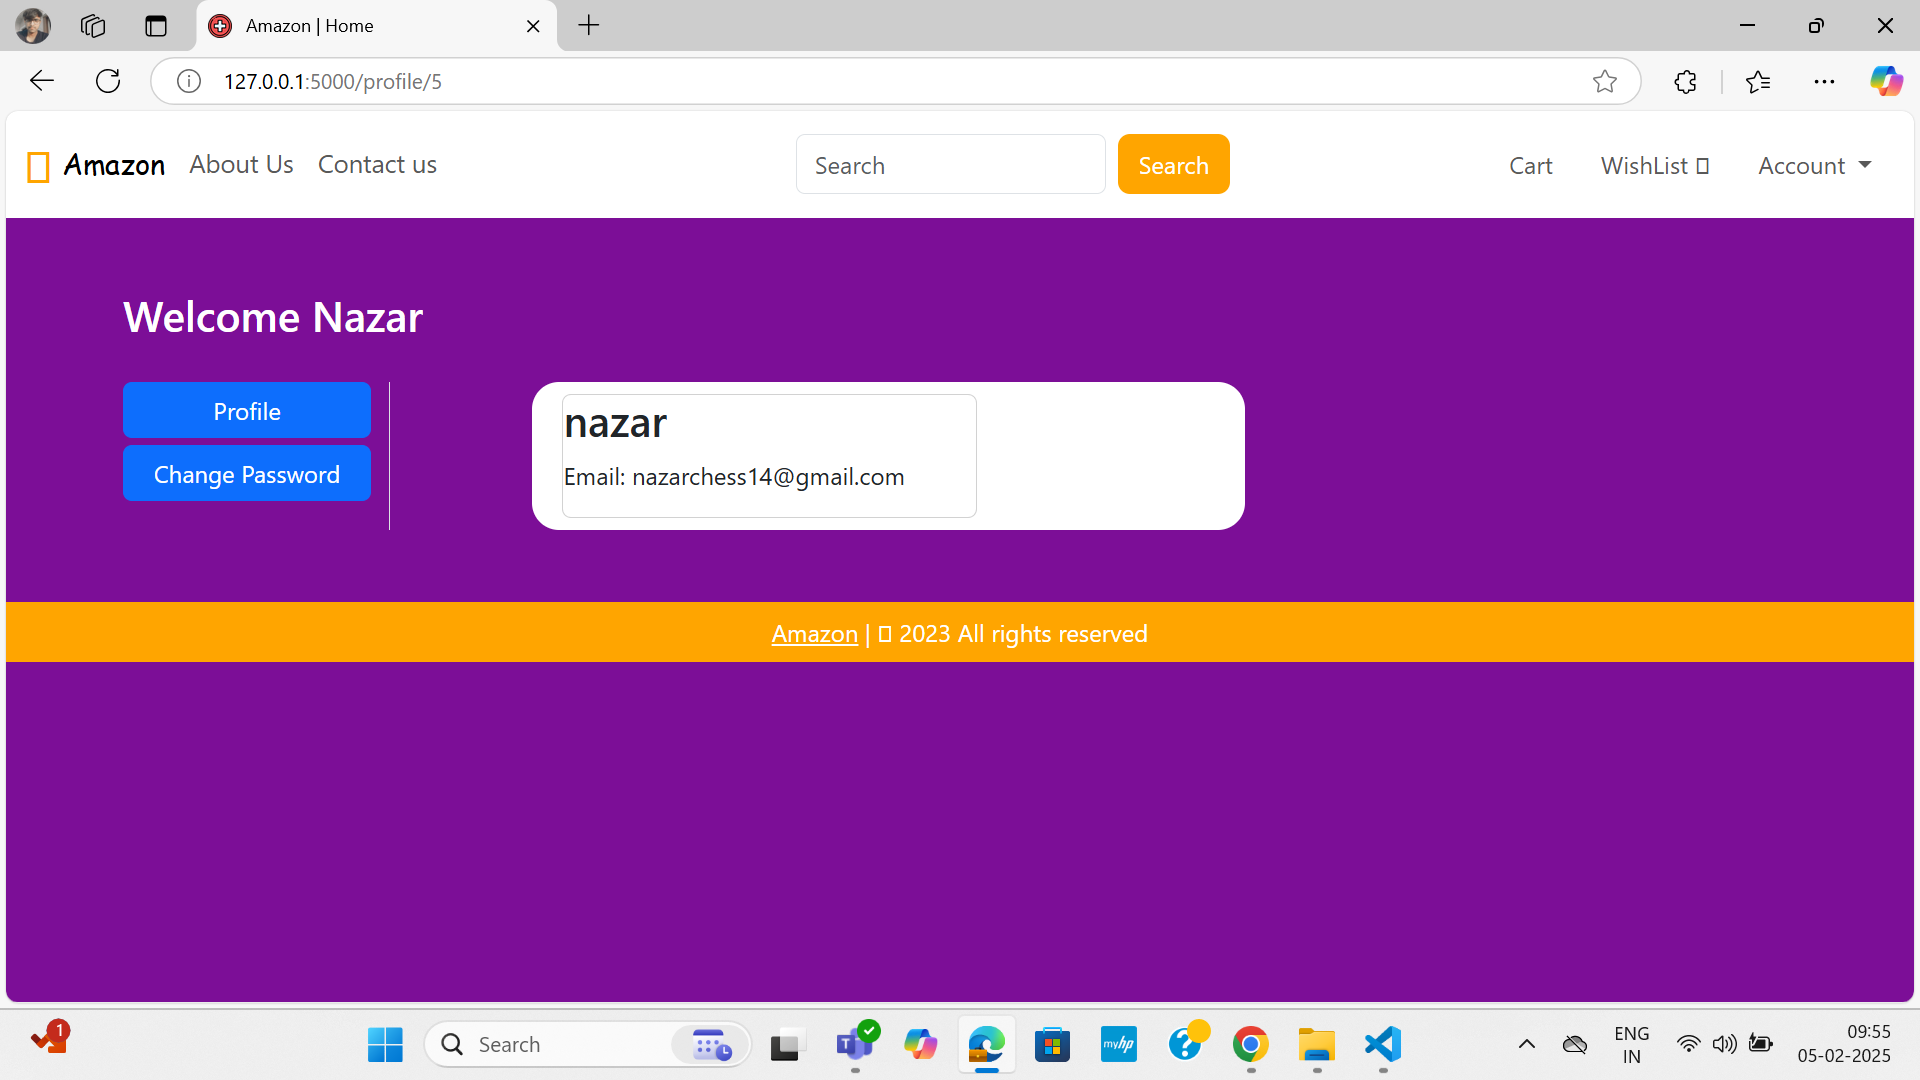 Amazon | Home
127.0.0.1:5000/profile/5
Amazon About Us Contact us Search Search Cart WishList Account
Welcome Nazar
Profile
Change Password
nazar
Email: nazarchess14@gmail.com
Amazon | 2023 All rights reserved
1
Search
T
myhp
?
ENG
IN
09:55
05-02-2025